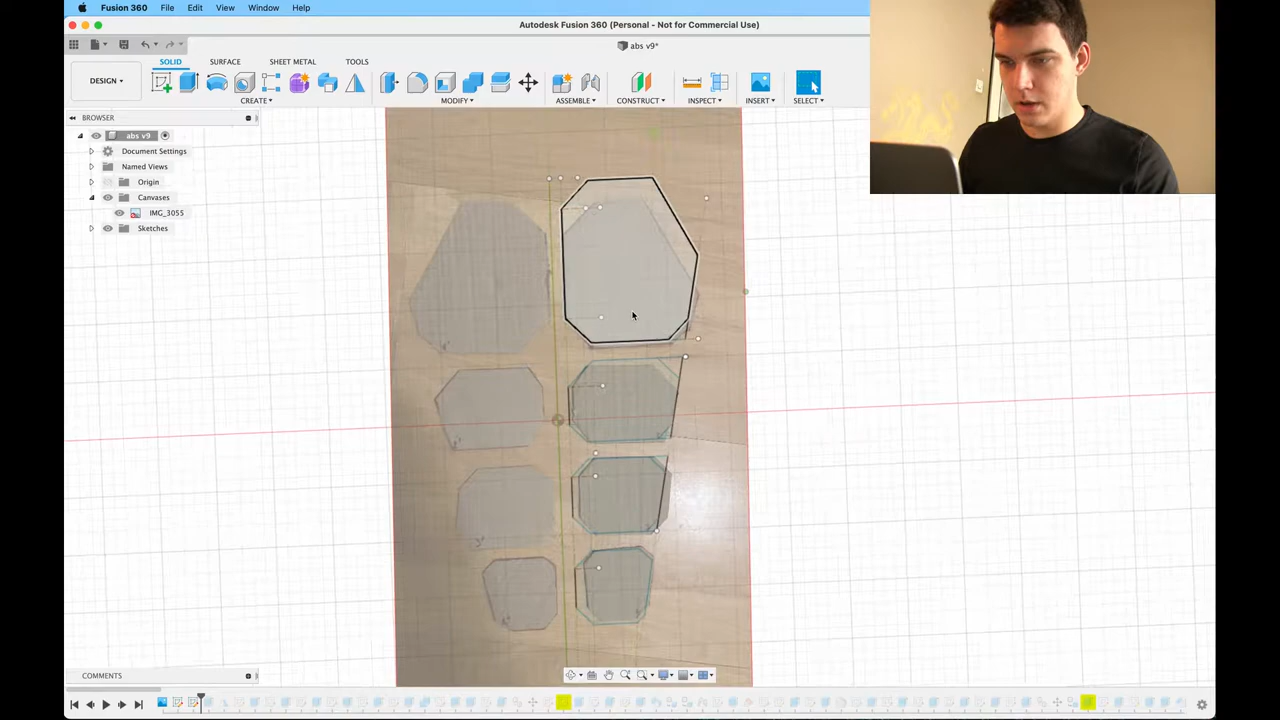 Fusion 360 File Edit View Window Help
Autodesk Fusion 360 (Personal - Not for Commercial Use)
abs v9*
SOLID SURFACE SHEET METAL TOOLS
DESIGN
CREATE MODIFY ASSEMBLE CONSTRUCT INSPECT INSERT SELECT
BROWSER
abs v9
Document Settings
Named Views
Origin
Canvases
IMG_3055
Sketches
COMMENTS